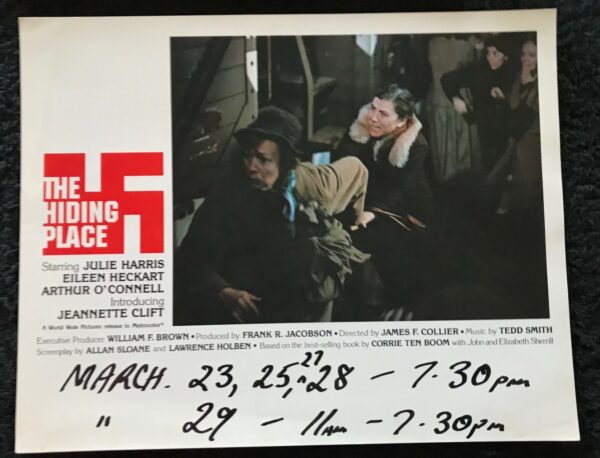 THE
HIDING
PLACE
Starring JULIE HARRIS
EILEEN HECKART
ARTHUR O'CONNELL
Introducing
JEANNETTE CLIFT
A World Wide Pictures release in Metrocolor®
Executive Producer WILLIAM F. BROWN • Produced by FRANK R. JACOBSON • Directed by JAMES F. COLLIER • Music by TEDD SMITH
Screenplay by ALLAN SLOANE and LAWRENCE HOLBEN • Based on the best-selling book by CORRIE TEN BOOM with John and Elizabeth Sherrill
MARCH. 23, 25, 27 28 - 7.30pm
" 29 - 11am - 7.30pm